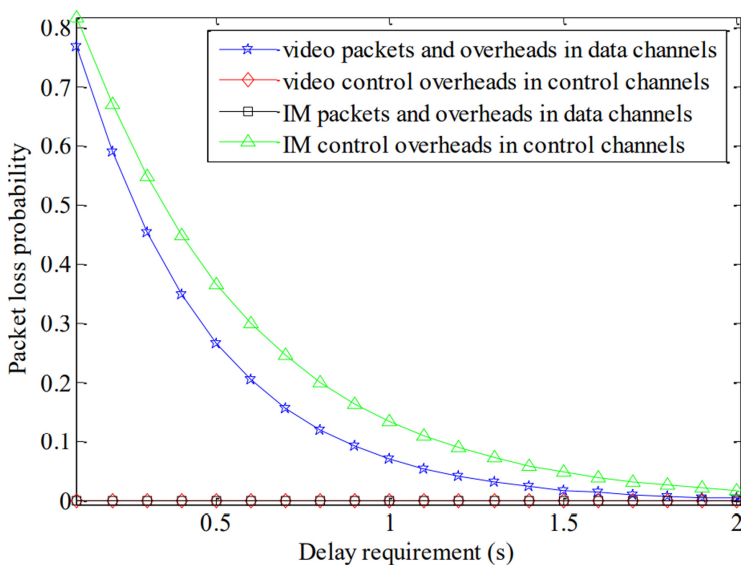 0.8
0.7
0.6
0.5
0.4
0.3
0.2
0.1
0
Packet loss probability
video packets and overheads in data channels
video control overheads in control channels
IM packets and overheads in data channels
IM control overheads in control channels
0.5
1
1.5
2
Delay requirement (s)